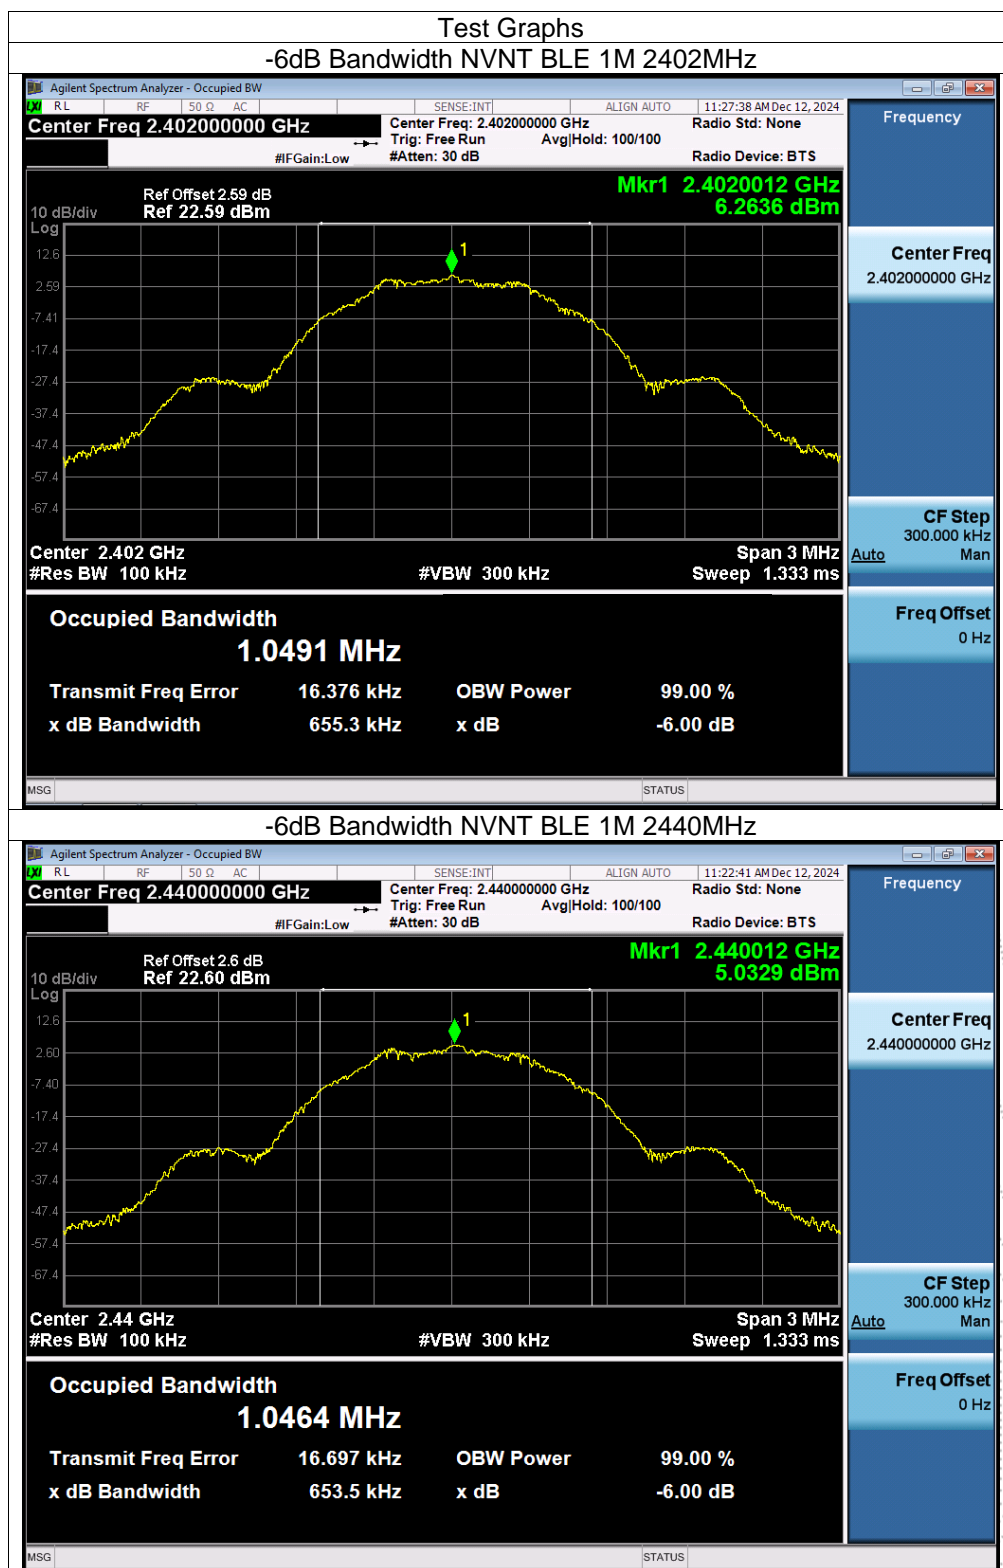 Test Graphs
-6dB Bandwidth NVNT BLE 1M 2402MHz
Agilent Spectrum Analyzer - Occupied BW
LXI RL RF 50 Ω AC SENSE:INT ALIGN AUTO 11:27:38 AM Dec 12, 2024
Center Freq 2.402000000 GHz
Center Freq: 2.402000000 GHz
Radio Std: None
Trig: Free Run Avg|Hold: 100/100
#IFGain:Low #Atten: 30 dB
Radio Device: BTS
Frequency
Mkr1 2.4020012 GHz
6.2636 dBm
Ref Offset 2.59 dB
10 dB/div Ref 22.59 dBm
Log
1
12.6
2.59
-7.41
-17.4
-27.4
-37.4
-47.4
-57.4
-67.4
Center Freq
2.402000000 GHz
CF Step
300.000 kHz
Auto Man
Freq Offset
0 Hz
Center 2.402 GHz Span 3 MHz
#Res BW 100 kHz #VBW 300 kHz Sweep 1.333 ms
Occupied Bandwidth
1.0491 MHz
Transmit Freq Error 16.376 kHz OBW Power 99.00 %
x dB Bandwidth 655.3 kHz x dB -6.00 dB
MSG STATUS
-6dB Bandwidth NVNT BLE 1M 2440MHz
Agilent Spectrum Analyzer - Occupied BW
LXI RL RF 50 Ω AC SENSE:INT ALIGN AUTO 11:22:41 AM Dec 12, 2024
Center Freq 2.440000000 GHz
Center Freq: 2.440000000 GHz
Radio Std: None
Trig: Free Run Avg|Hold: 100/100
#IFGain:Low #Atten: 30 dB
Radio Device: BTS
Frequency
Mkr1 2.440012 GHz
5.0329 dBm
Ref Offset 2.6 dB
10 dB/div Ref 22.60 dBm
Log
1
12.6
2.60
-7.40
-17.4
-27.4
-37.4
-47.4
-57.4
-67.4
Center Freq
2.440000000 GHz
CF Step
300.000 kHz
Auto Man
Freq Offset
0 Hz
Center 2.44 GHz Span 3 MHz
#Res BW 100 kHz #VBW 300 kHz Sweep 1.333 ms
Occupied Bandwidth
1.0464 MHz
Transmit Freq Error 16.697 kHz OBW Power 99.00 %
x dB Bandwidth 653.5 kHz x dB -6.00 dB
MSG STATUS